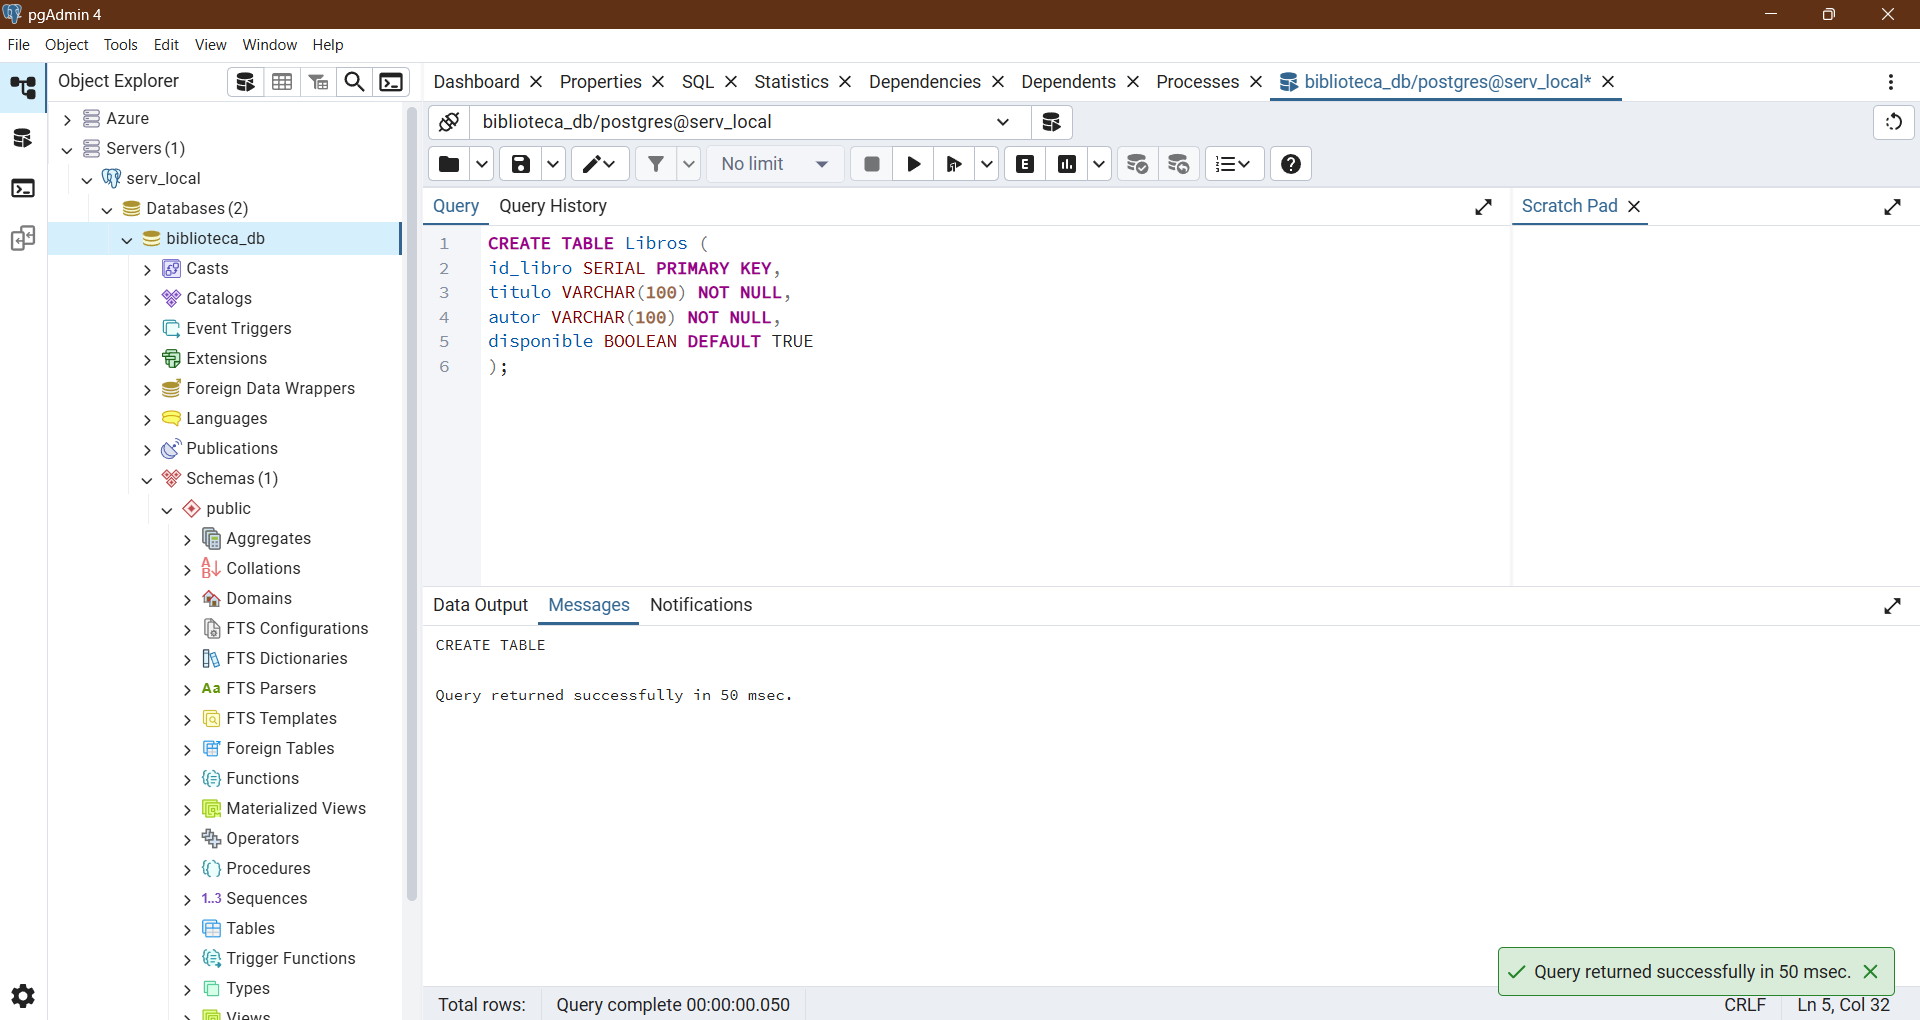 pgAdmin 4
File Object Tools Edit View Window Help
Object Explorer
Dashboard Properties SQL Statistics Dependencies Dependents Processes biblioteca_db/postgres@serv_local*
Azure
Servers (1)
serv_local
Databases (2)
biblioteca_db
Casts
Catalogs
Event Triggers
Extensions
Foreign Data Wrappers
Languages
Publications
Schemas (1)
public
Aggregates
Collations
Domains
FTS Configurations
FTS Dictionaries
Aa FTS Parsers
FTS Templates
Foreign Tables
Functions
Materialized Views
Operators
Procedures
1..3 Sequences
Tables
Trigger Functions
Types
Views
biblioteca_db/postgres@serv_local
No limit
E
Query Query History
Scratch Pad
1 CREATE TABLE Libros (
2 id_libro SERIAL PRIMARY KEY,
3 titulo VARCHAR(100) NOT NULL,
4 autor VARCHAR(100) NOT NULL,
5 disponible BOOLEAN DEFAULT TRUE
6 );
Data Output Messages Notifications
CREATE TABLE
Query returned successfully in 50 msec.
Query returned successfully in 50 msec.
Total rows: Query complete 00:00:00.050 CRLF Ln 5, Col 32